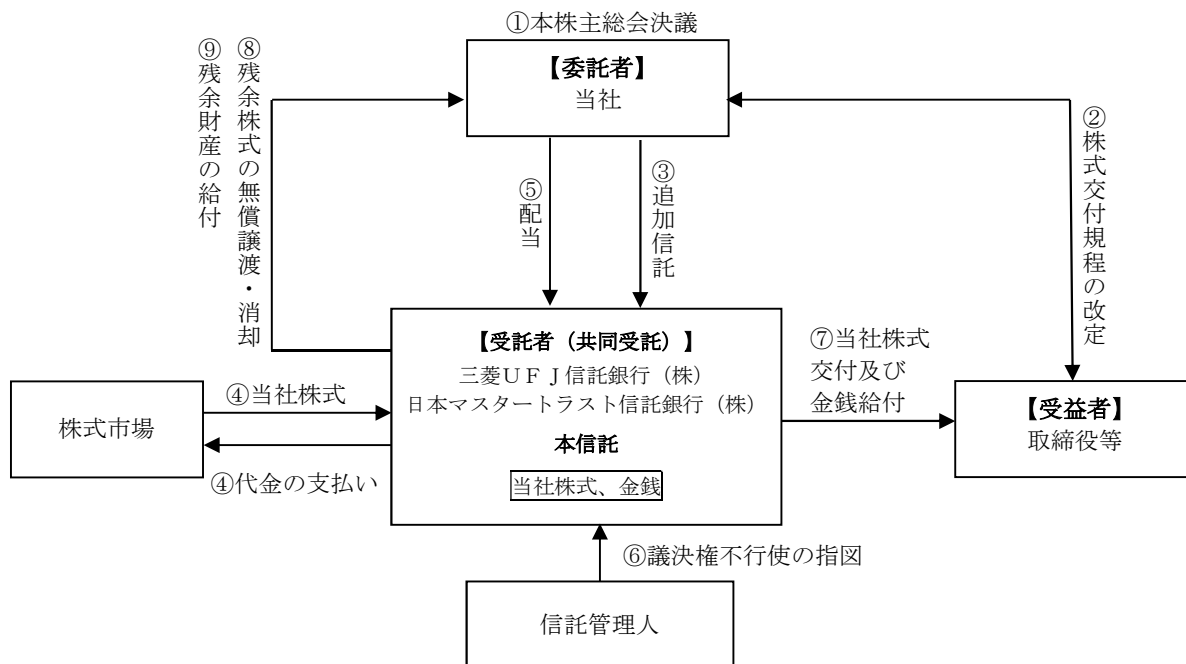 ①本株主総会決議
【委託者】
当社
⑨残余財産の給付
⑧残余株式の無償譲渡・消却
⑤配当
③追加信託
②株式交付規程の改定
【受託者（共同受託）】
三菱ＵＦＪ信託銀行（株）
日本マスタートラスト信託銀行（株）
本信託
当社株式、金銭
株式市場
④当社株式
④代金の支払い
⑦当社株式
交付及び
金銭給付
【受益者】
取締役等
⑥議決権不行使の指図
信託管理人